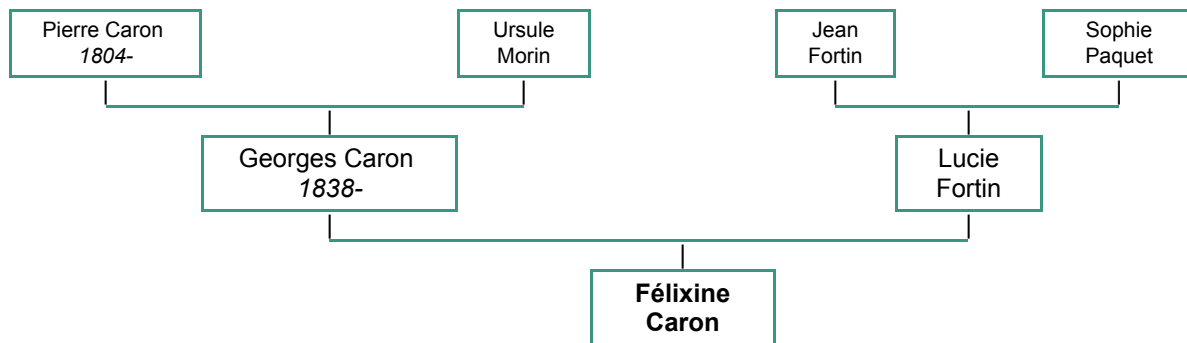 Pierre Caron
1804-
Ursule
Morin
Jean
Fortin
Sophie
Paquet
Georges Caron
1838-
Lucie
Fortin
Félixine
Caron